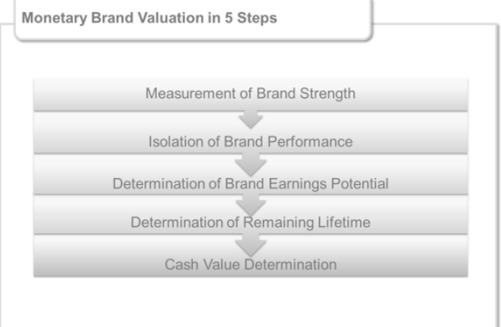 Monetary Brand Valuation in 5 Steps
Measurement of Brand Strength
Isolation of Brand Performance
Determination of Brand Earnings Potential
Determination of Remaining Lifetime
Cash Value Determination